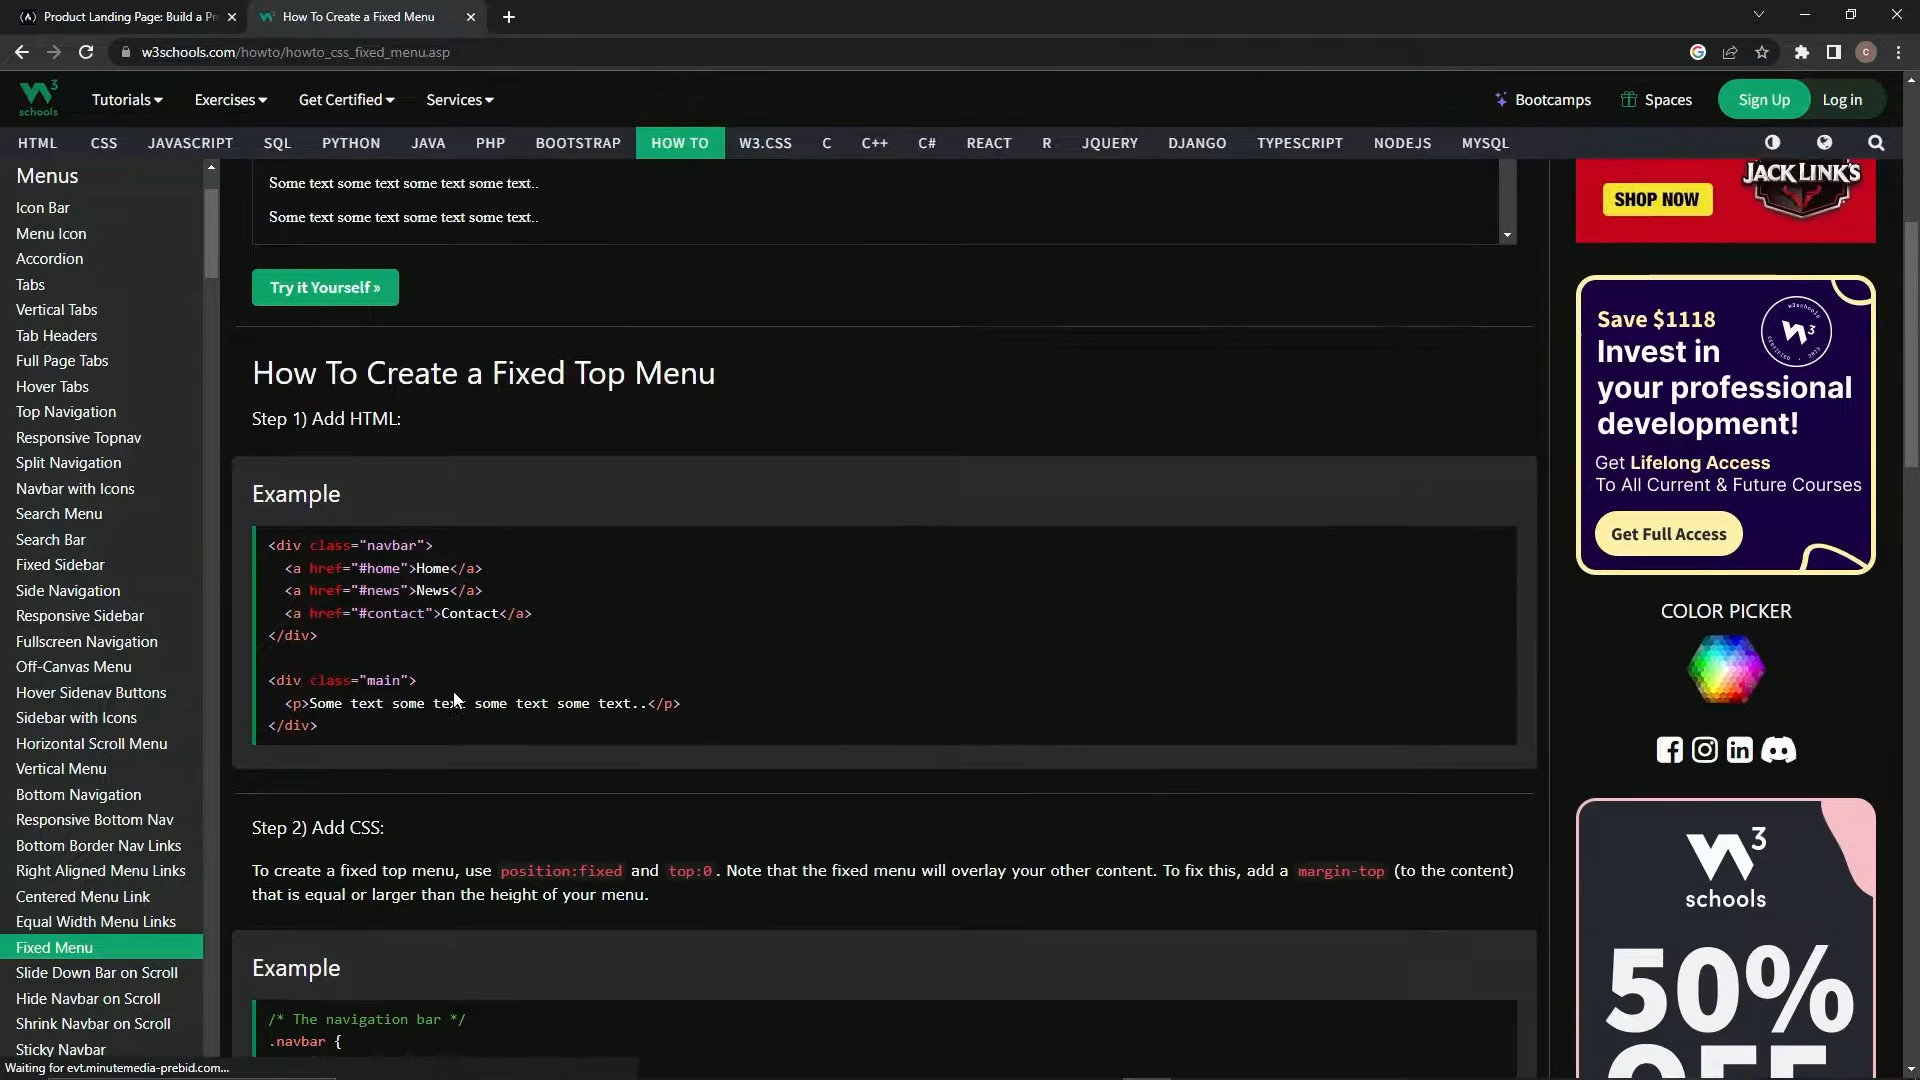 Product Landing Page: Build a Pr
How To Create a Fixed Menu
w3schools.com/howto/howto_css_fixed_menu.asp
G
C
W3
schools
Tutorials
Exercises
Get Certified
Services
Bootcamps
Spaces
Sign Up
Log in
HTML
CSS
JAVASCRIPT
SQL
PYTHON
JAVA
PHP
BOOTSTRAP
HOW TO
W3.CSS
C
C++
C#
REACT
R
JQUERY
DJANGO
TYPESCRIPT
NODEJS
MYSQL
Menus
Icon Bar
Menu Icon
Accordion
Tabs
Vertical Tabs
Tab Headers
Full Page Tabs
Hover Tabs
Top Navigation
Responsive Topnav
Split Navigation
Navbar with Icons
Search Menu
Search Bar
Fixed Sidebar
Side Navigation
Responsive Sidebar
Fullscreen Navigation
Off-Canvas Menu
Hover Sidenav Buttons
Sidebar with Icons
Horizontal Scroll Menu
Vertical Menu
Bottom Navigation
Responsive Bottom Nav
Bottom Border Nav Links
Right Aligned Menu Links
Centered Menu Link
Equal Width Menu Links
Fixed Menu
Slide Down Bar on Scroll
Hide Navbar on Scroll
Shrink Navbar on Scroll
Sticky Navbar
Waiting for evt.minutemedia-prebid.com...
Some text some text some text some text..
Some text some text some text some text..
Try it Yourself »
How To Create a Fixed Top Menu
Step 1) Add HTML:
Example
<div class="navbar">
<a href="#home">Home</a>
<a href="#news">News</a>
<a href="#contact">Contact</a>
</div>
<div class="main">
<p>Some text some text some text some text..</p>
</div>
Step 2) Add CSS:
To create a fixed top menu, use position:fixed and top:0. Note that the fixed menu will overlay your other content. To fix this, add a margin-top (to the content)
that is equal or larger than the height of your menu.
Example
/* The navigation bar */
.navbar {
SHOP NOW
JACK LINK'S
Save $1118
Invest in
your professional
development!
Get Lifelong Access
To All Current & Future Courses
Get Full Access
COLOR PICKER
W3
schools
50%
OFF